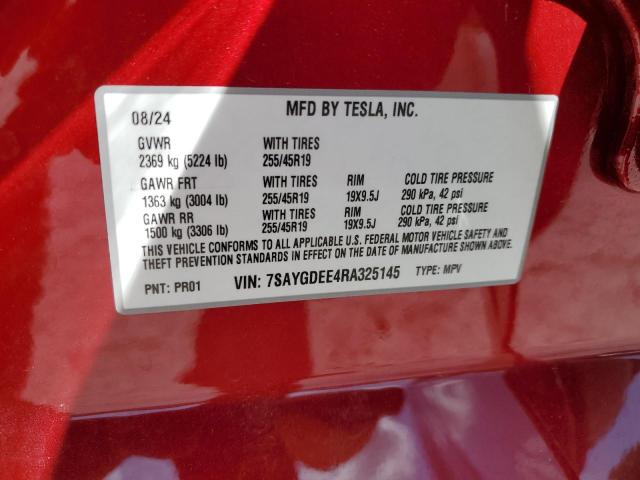 08/24 MFD BY TESLA, INC.
GVWR WITH TIRES
2369 kg (5224 lb) 255/45R19
GAWR FRT WITH TIRES RIM COLD TIRE PRESSURE
1363 kg (3004 lb) 255/45R19 19X9.5J 290 kPa, 42 psi
GAWR RR WITH TIRES RIM COLD TIRE PRESSURE
1500 kg (3306 lb) 255/45R19 19X9.5J 290 kPa, 42 psi
THIS VEHICLE CONFORMS TO ALL APPLICABLE U.S. FEDERAL MOTOR VEHICLE SAFETY AND
THEFT PREVENTION STANDARDS IN EFFECT ON THE DATE OF MANUFACTURE SHOWN ABOVE.
PNT: PR01 VIN: 7SAYGDEE4RA325145 TYPE: MPV